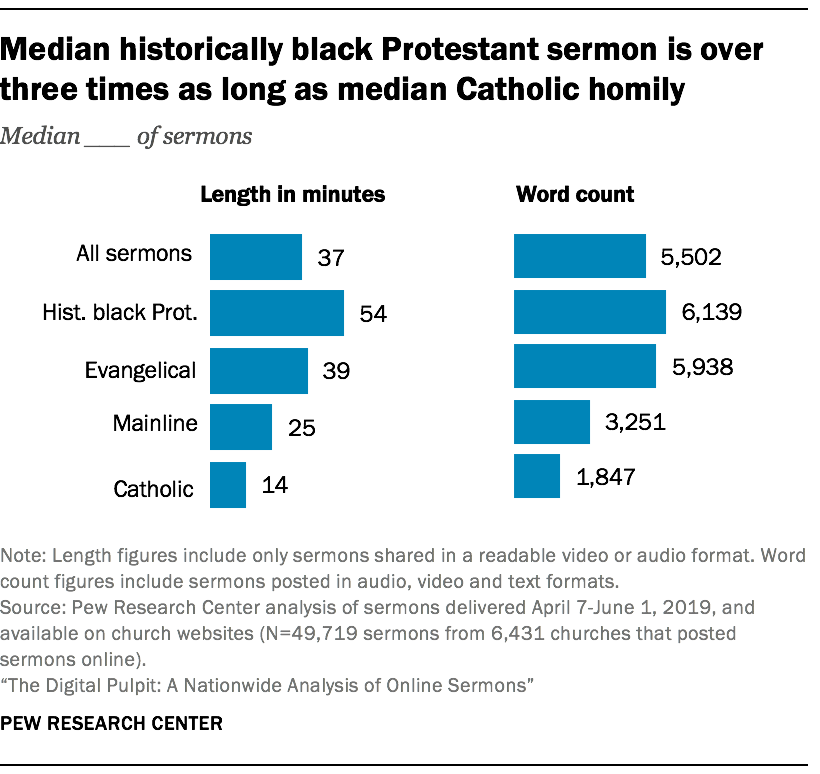 Median historically black Protestant sermon is over
three times as long as median Catholic homily
Median ____ of sermons
Length in minutes
Word count
All sermons 37 5,502
Hist. black Prot. 54 6,139
Evangelical 39 5,938
Mainline 25 3,251
Catholic 14 1,847
Note: Length figures include only sermons shared in a readable video or audio format. Word
count figures include sermons posted in audio, video and text formats.
Source: Pew Research Center analysis of sermons delivered April 7-June 1, 2019, and
available on church websites (N=49,719 sermons from 6,431 churches that posted
sermons online).
“The Digital Pulpit: A Nationwide Analysis of Online Sermons”
PEW RESEARCH CENTER